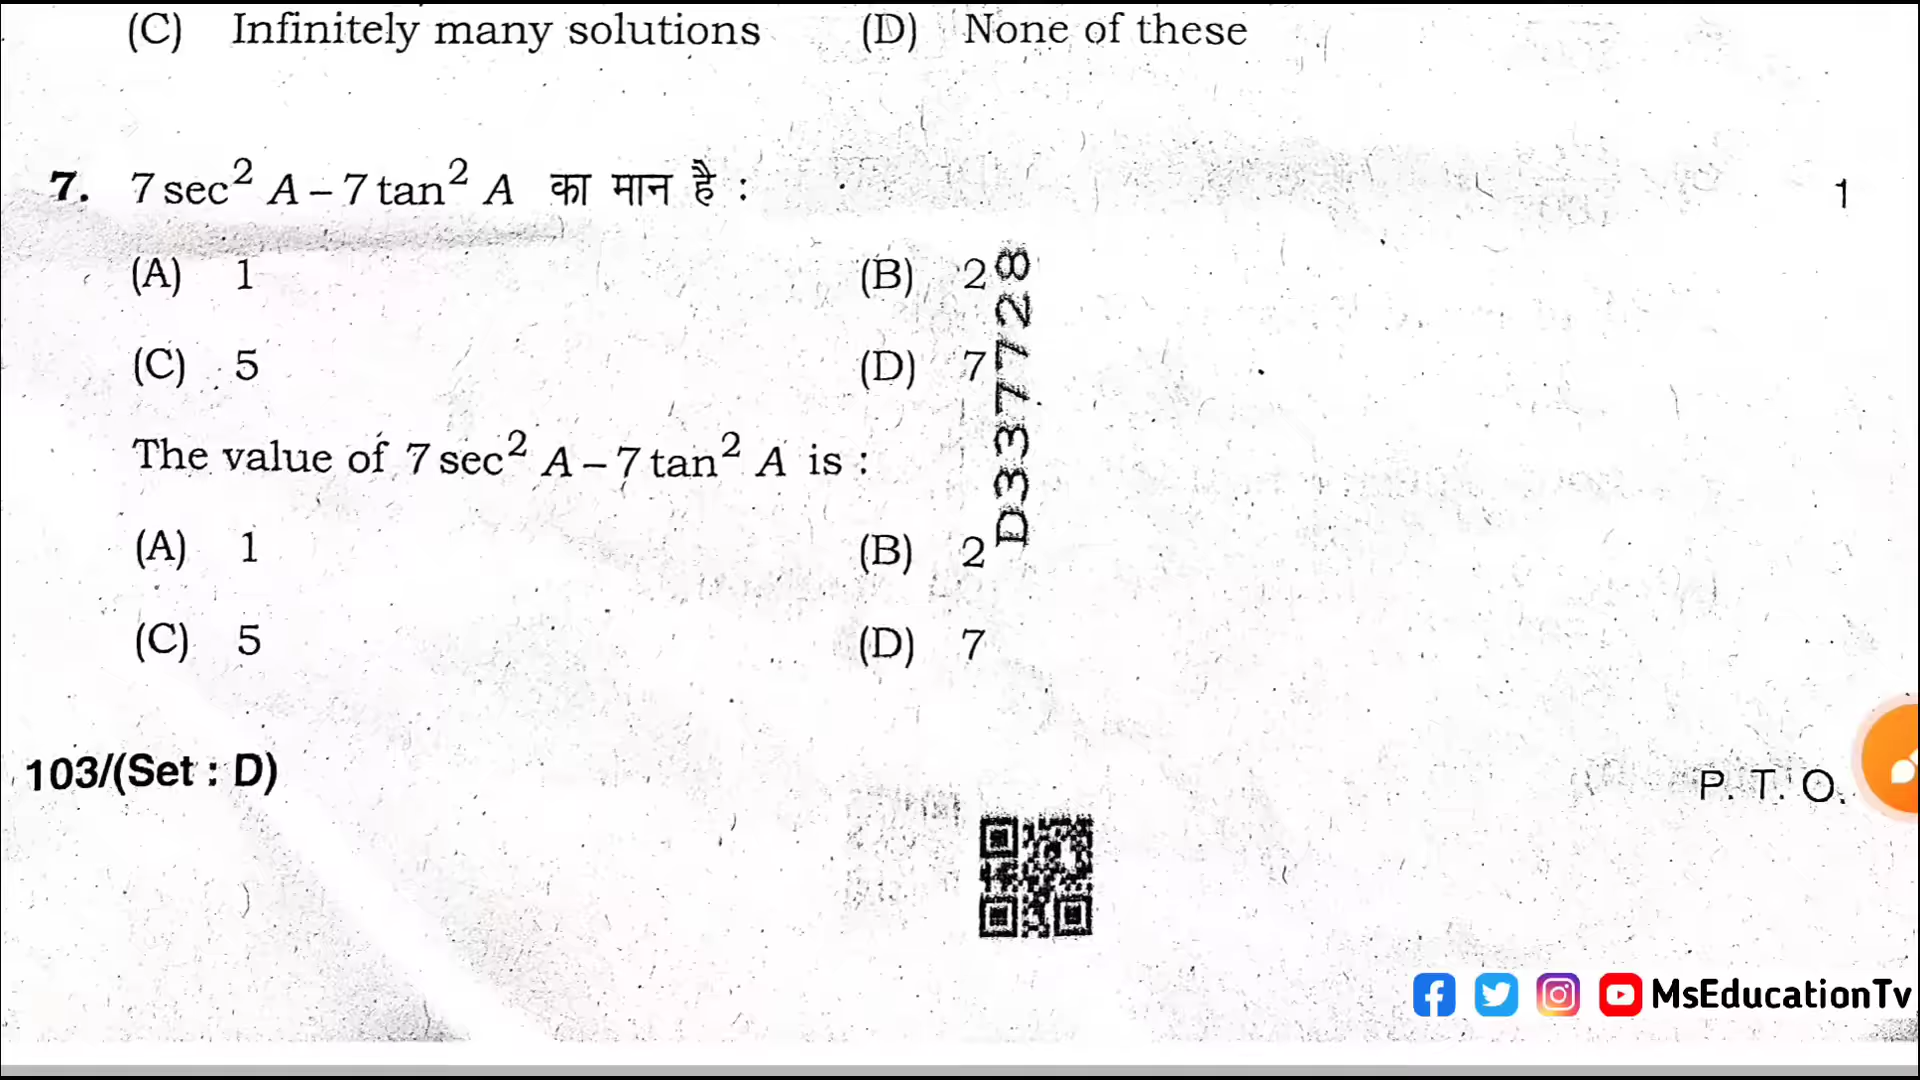 (C) Infinitely many solutions (D) None of these
7. 7 sec² A – 7 tan² A का मान है : 1
(A) 1 (B) 2
(C) 5 (D) 7
The value of 7 sec² A – 7 tan² A is :
(A) 1 (B) 2
(C) 5 (D) 7
D337728
103/(Set : D)
P. T. O.
MsEducationTv